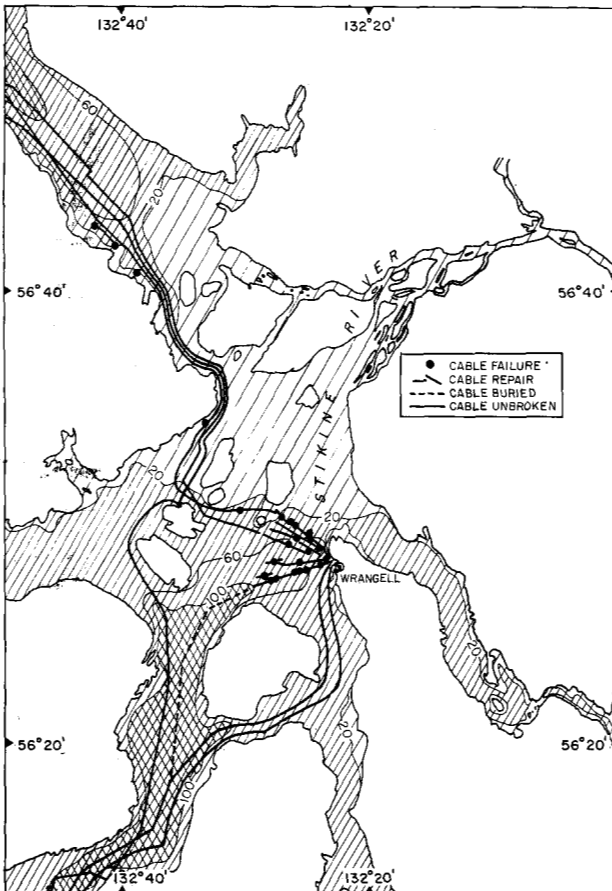 132°40'
132°20'
60
20
56°40'
56°40'
RIVER
CABLE FAILURE
CABLE REPAIR
CABLE BURIED
CABLE UNBROKEN
STIKINE
20
20
60
100
WRANGELL
20
20
56°20'
56°20'
100
132°40'
132°20'